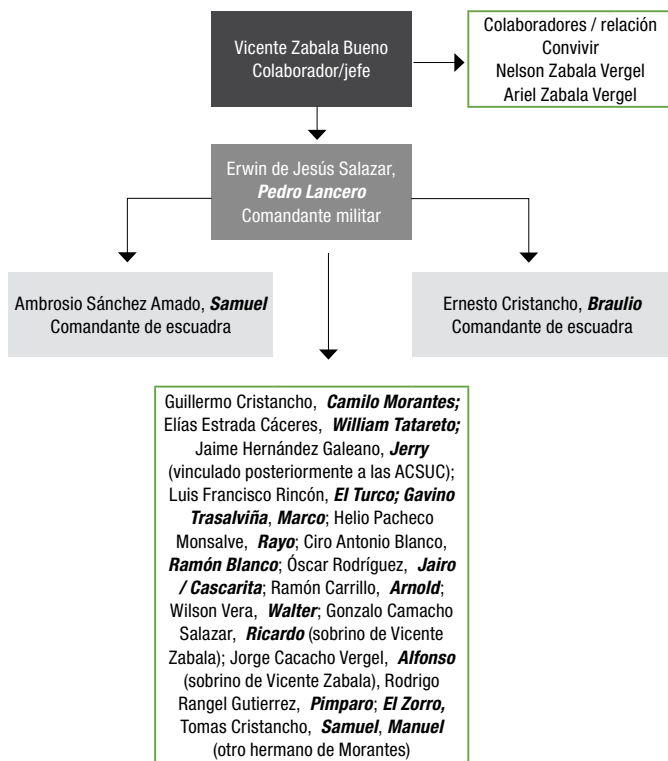 Vicente Zabala Bueno
Colaborador/jefe
Colaboradores / relación
Convivir
Nelson Zabala Vergel
Ariel Zabala Vergel
Erwin de Jesús Salazar,
Pedro Lancero
Comandante militar
Ambrosio Sánchez Amado, Samuel
Comandante de escuadra
Ernesto Cristancho, Braulio
Comandante de escuadra
Guillermo Cristancho, Camilo Morantes;
Elías Estrada Cáceres, William Tatareto;
Jaime Hernández Galeano, Jerry
(vinculado posteriormente a las ACSUC);
Luis Francisco Rincón, El Turco; Gavino
Trasalviña, Marco; Helio Pacheco
Monsalve, Rayo; Ciro Antonio Blanco,
Ramón Blanco; Óscar Rodríguez, Jairo
/ Cascarita; Ramón Carrillo, Arnold;
Wilson Vera, Walter; Gonzalo Camacho
Salazar, Ricardo (sobrino de Vicente
Zabala); Jorge Cacacho Vergel, Alfonso
(sobrino de Vicente Zabala), Rodrigo
Rangel Gutierrez, Pimparo; El Zorro,
Tomas Cristancho, Samuel, Manuel
(otro hermano de Morantes)